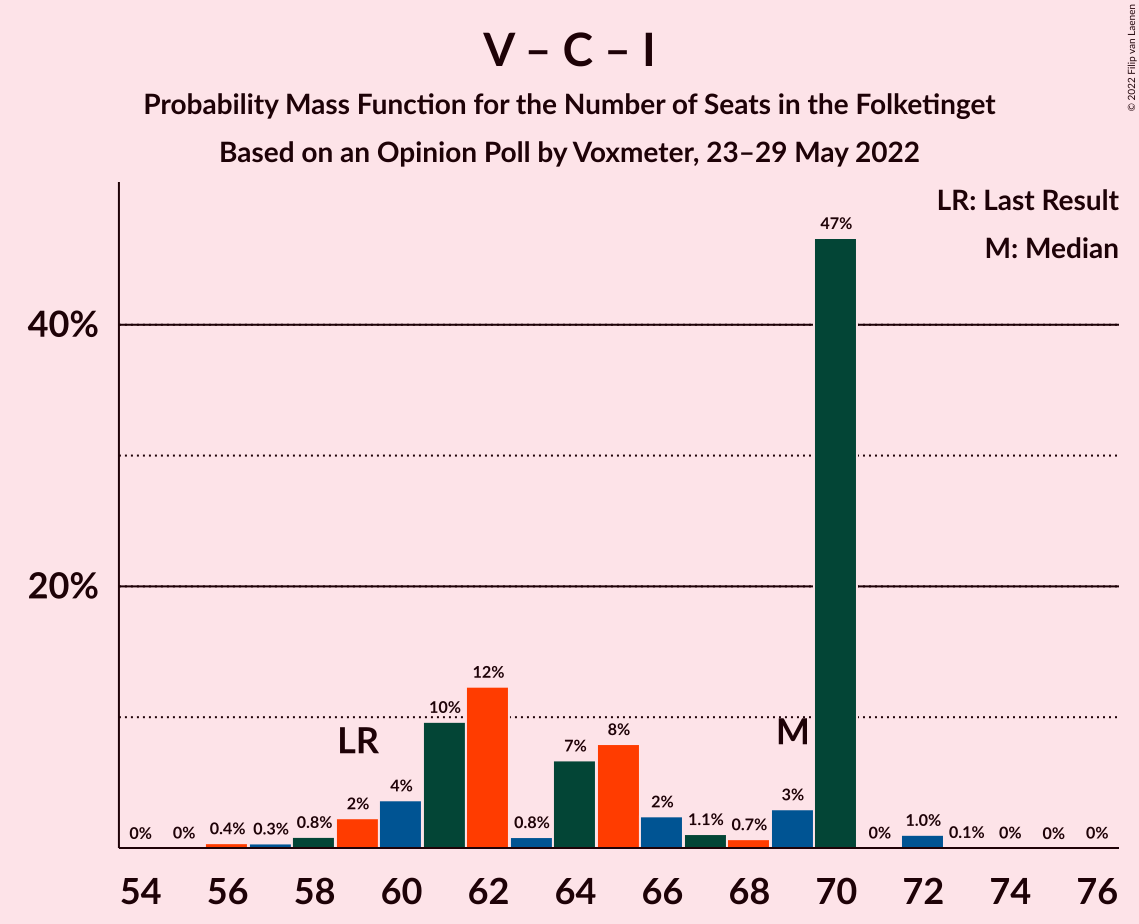 V – C – I
Probability Mass Function for the Number of Seats in the Folketinget
Based on an Opinion Poll by Voxmeter, 23–29 May 2022
© 2022 Filip van Laenen
LR: Last Result
M: Median
40%
20%
0%
0%
0.4%
0.3%
0.8%
2%
4%
10%
12%
0.8%
7%
8%
2%
1.1%
0.7%
3%
47%
0%
1.0%
0.1%
0%
0%
0%
LR
M
54 56 58 60 62 64 66 68 70 72 74 76